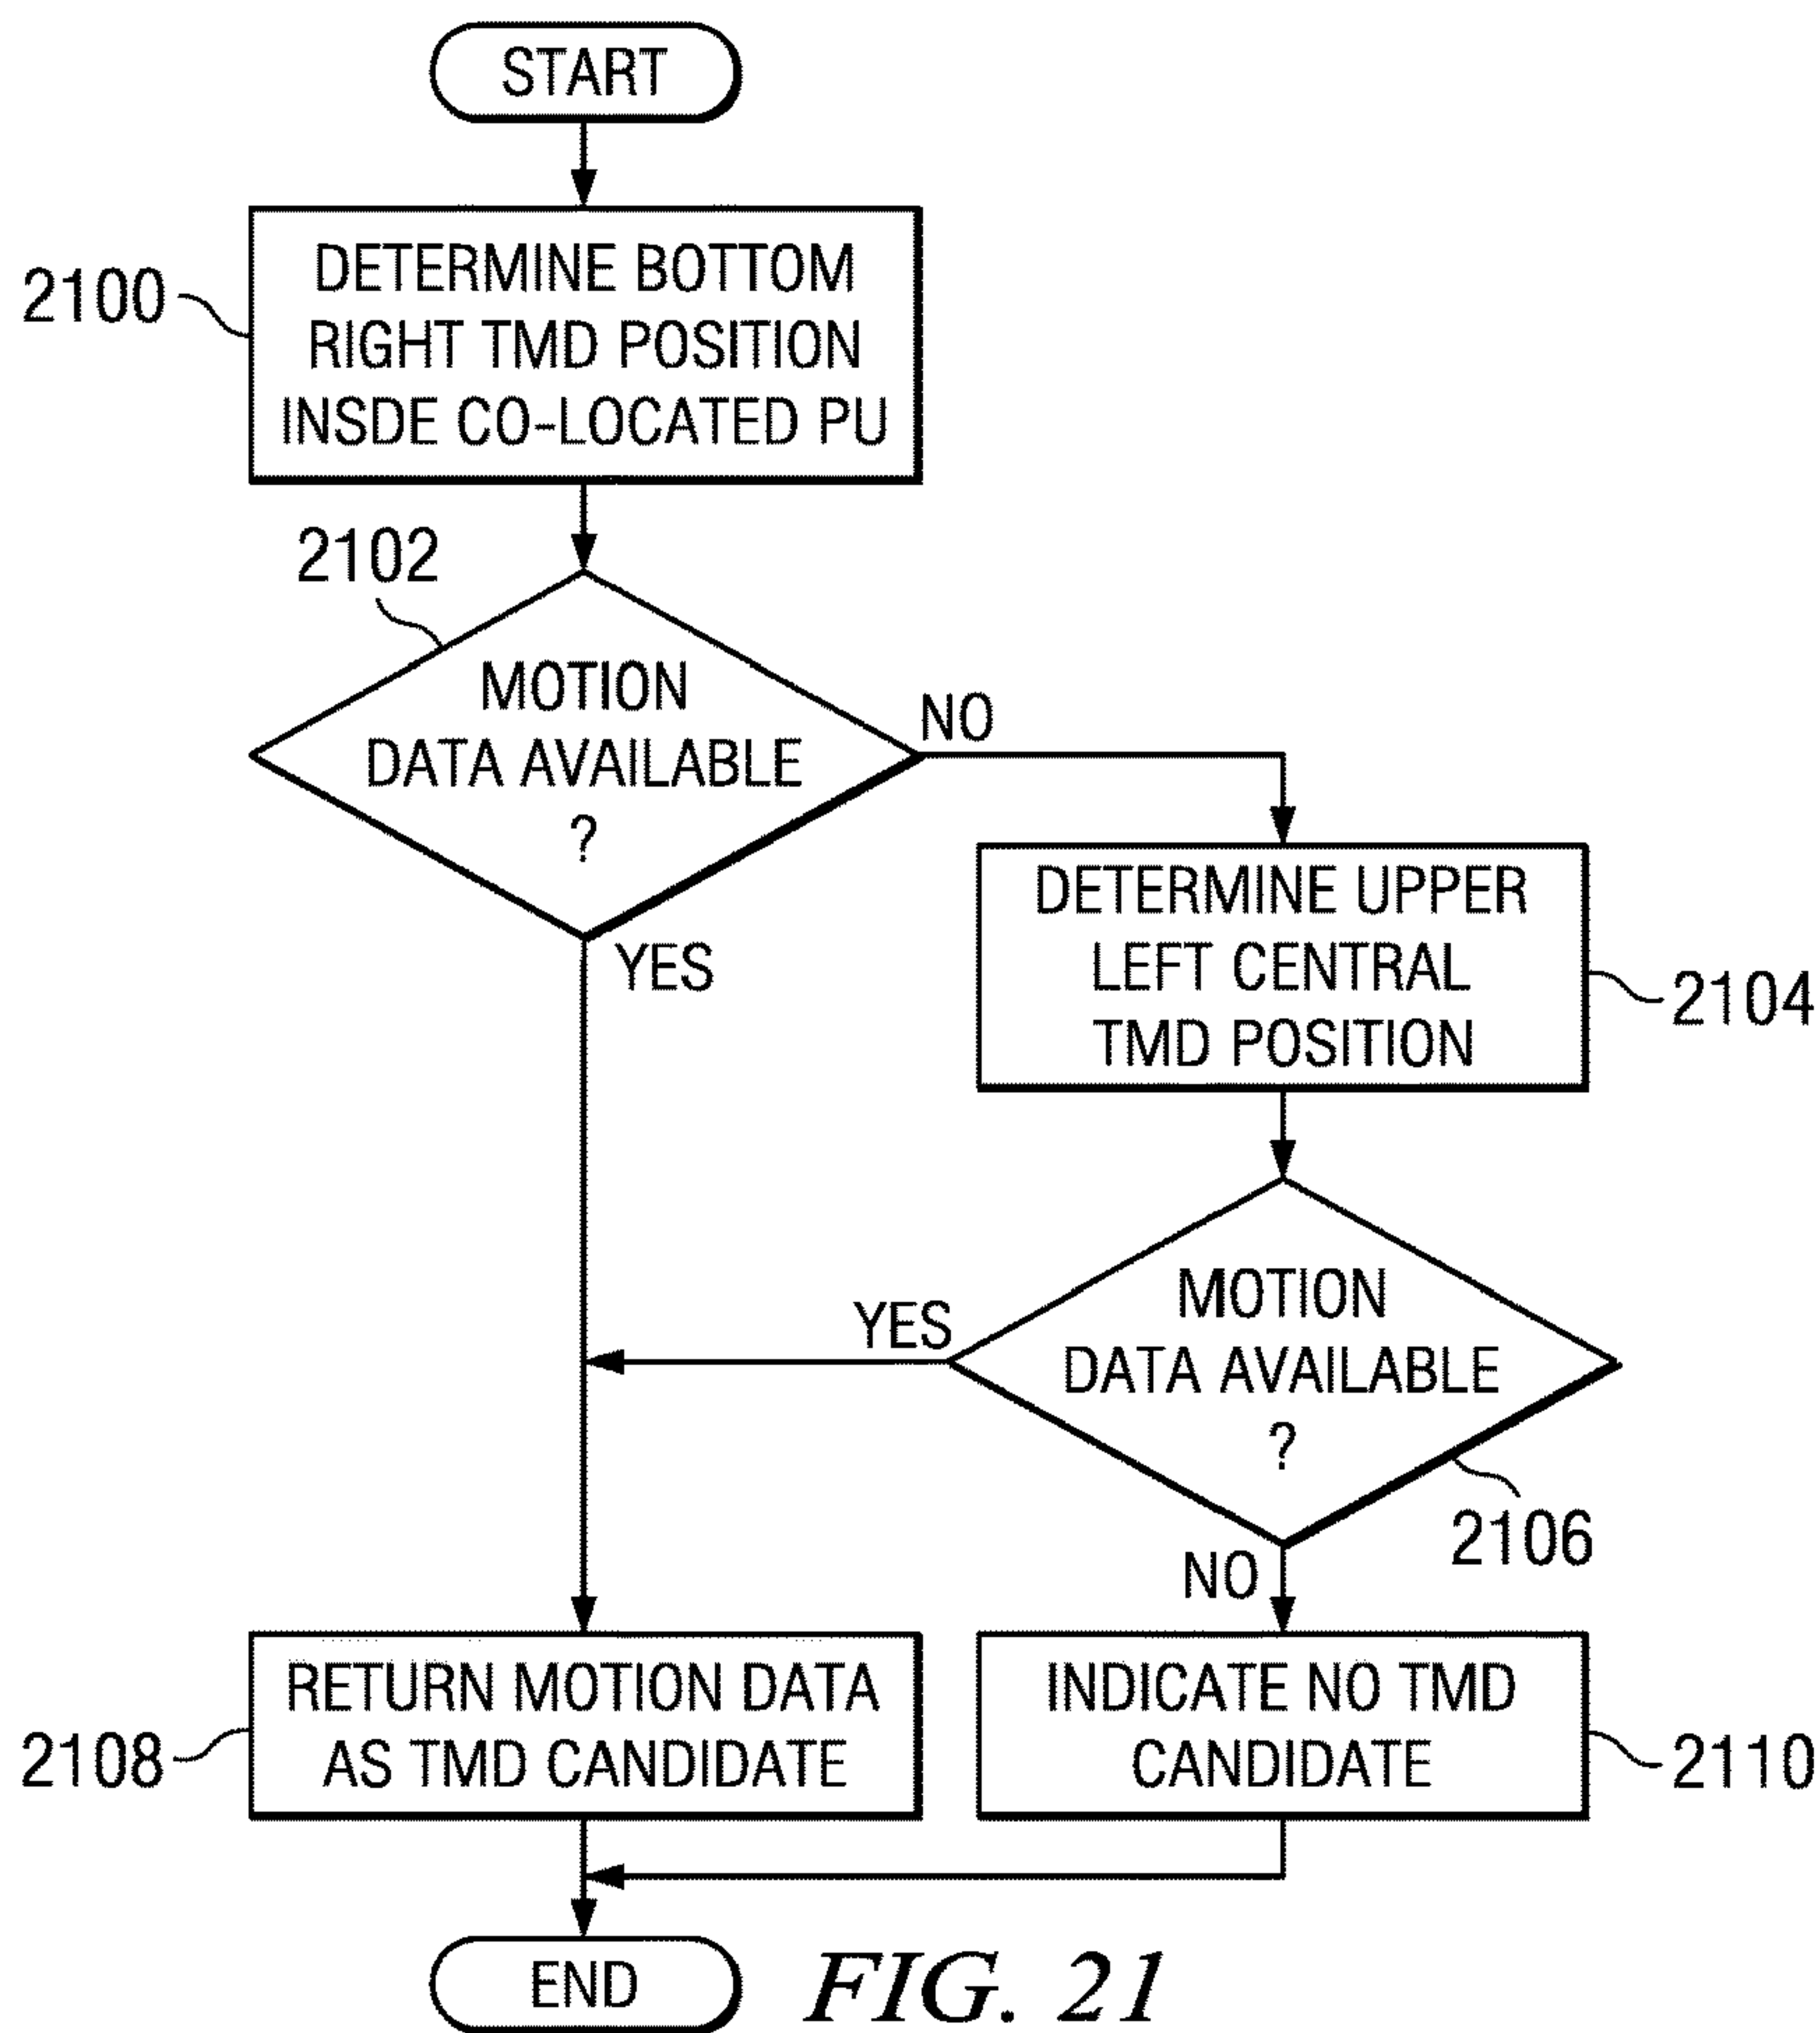 START
2100
DETERMINE BOTTOM
RIGHT TMD POSITION
INSDE CO-LOCATED PU
2102
MOTION
DATA AVAILABLE
?
NO
YES
DETERMINE UPPER
LEFT CENTRAL
TMD POSITION
2104
MOTION
DATA AVAILABLE
?
YES
2106
NO
RETURN MOTION DATA
AS TMD CANDIDATE
2108
INDICATE NO TMD
CANDIDATE
2110
END
FIG. 21